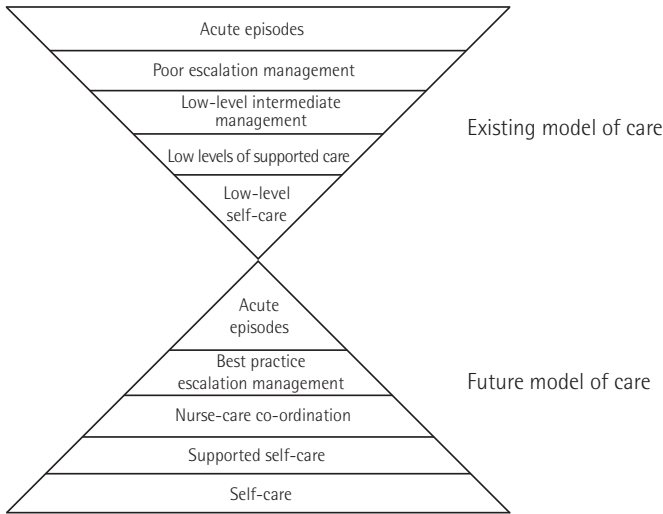 Acute episodes
Poor escalation management
Low-level intermediate
management
Low levels of supported care
Low-level
self-care
Existing model of care
Acute
episodes
Best practice
escalation management
Nurse-care co-ordination
Supported self-care
Self-care
Future model of care